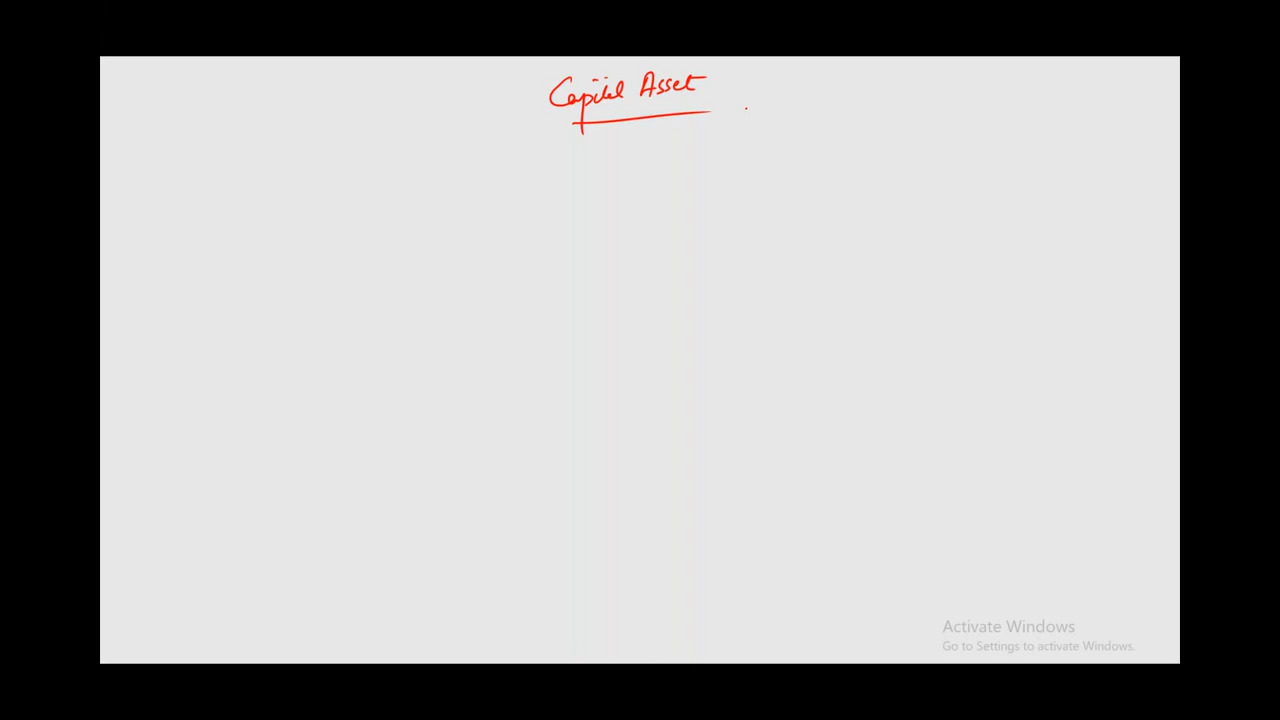 Capital Asset
Activate Windows
Go to Settings to activate Windows.